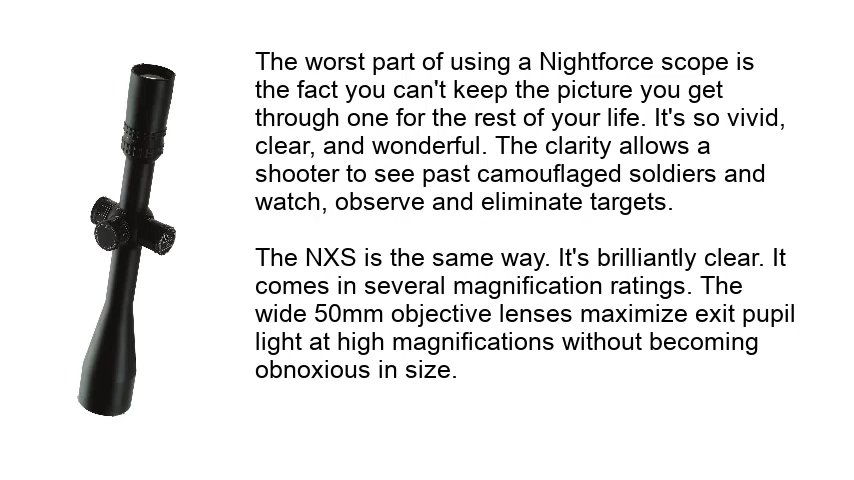 The worst part of using a Nightforce scope is
the fact you can't keep the picture you get
through one for the rest of your life. It's so vivid,
clear, and wonderful. The clarity allows a
shooter to see past camouflaged soldiers and
watch, observe and eliminate targets.
The NXS is the same way. It's brilliantly clear. It
comes in several magnification ratings. The
wide 50mm objective lenses maximize exit pupil
light at high magnifications without becoming
obnoxious in size.